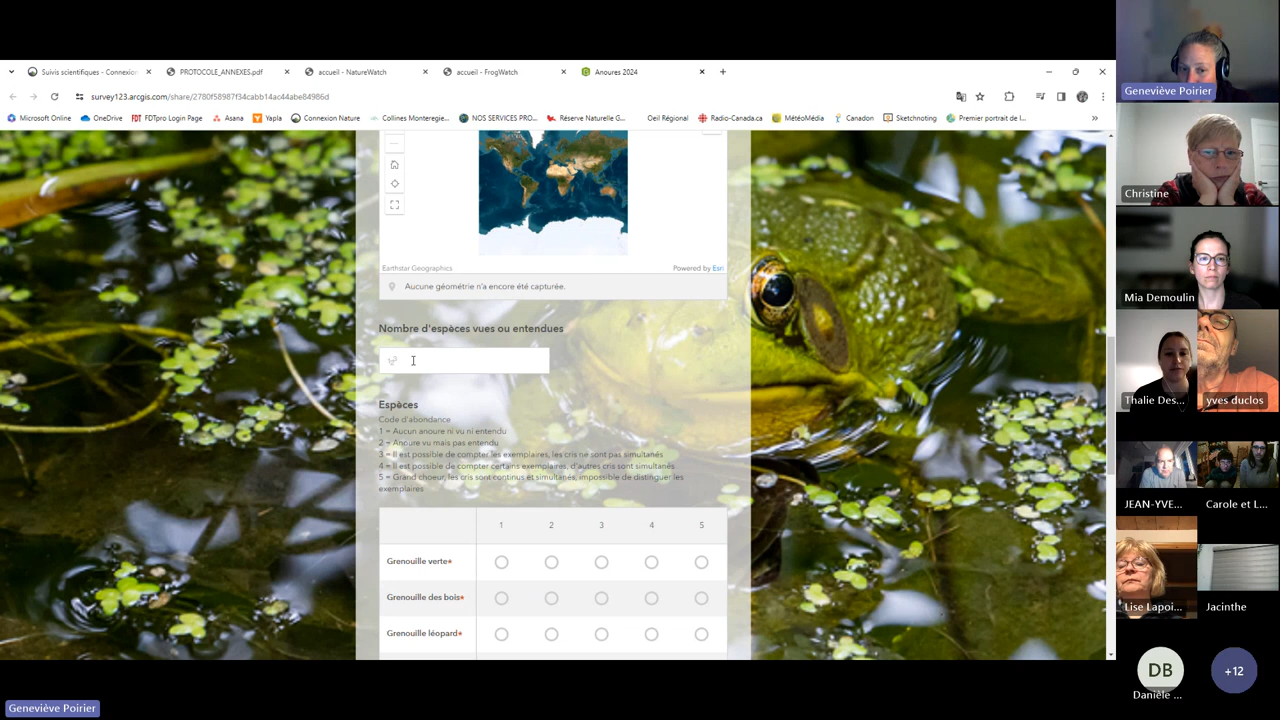 Suivis scientifiques - Connexion
PROTOCOLE_ANNEXES.pdf
accueil - NatureWatch
accueil - FrogWatch
Anoures 2024
survey123.arcgis.com/share/2780f58987f34cabb14ac44abe84986d
Microsoft Online
OneDrive
FDTpro Login Page
Asana
Yapla
Connexion Nature
Collines Monteregie...
NOS SERVICES PRO...
Réserve Naturelle G...
Oeil Régional
Radio-Canada.ca
MétéoMédia
Canadon
Sketchnoting
Premier portrait de l...
Earthstar Geographics
Powered by Esri
Aucune géométrie n'a encore été capturée.
Nombre d'espèces vues ou entendues
Espèces
Code d'abondance
1 = Aucun anoure ni vu ni entendu
2 = Anoure vu mais pas entendu
3 = Il est possible de compter les exemplaires, les cris ne sont pas simultanés
4 = Il est possible de compter certains exemplaires, d'autres cris sont simultanés
5 = Grand choeur, les cris sont continus et simultanés, impossible de distinguer les
exemplaires
1 2 3 4 5
Grenouille verte*
Grenouille des bois*
Grenouille léopard*
Geneviève Poirier
Christine
Mia Demoulin
Thalie Des...
yves duclos
JEAN-YVE...
Carole et L...
Lise Lapoi...
Jacinthe
DB
Danièle ...
+12
Geneviève Poirier